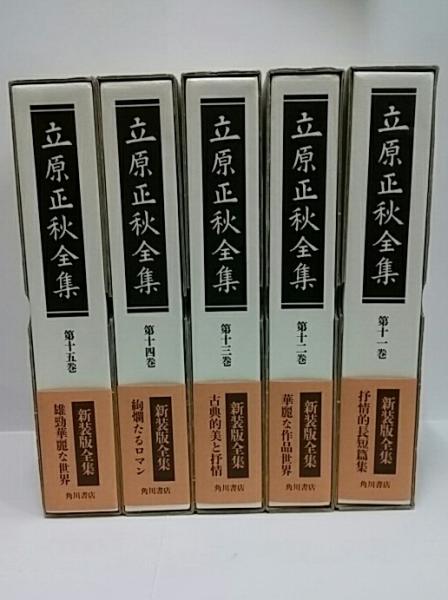 立原正秋全集
第十五巻
新装版全集
雄勁華麗な世界
角川書店
立原正秋全集
第十四巻
新装版全集
絢爛たるロマン
角川書店
立原正秋全集
第十三巻
新装版全集
古典的美と抒情
角川書店
立原正秋全集
第十二巻
新装版全集
華麗な作品世界
角川書店
立原正秋全集
第十一巻
新装版全集
抒情的長短篇集
角川書店